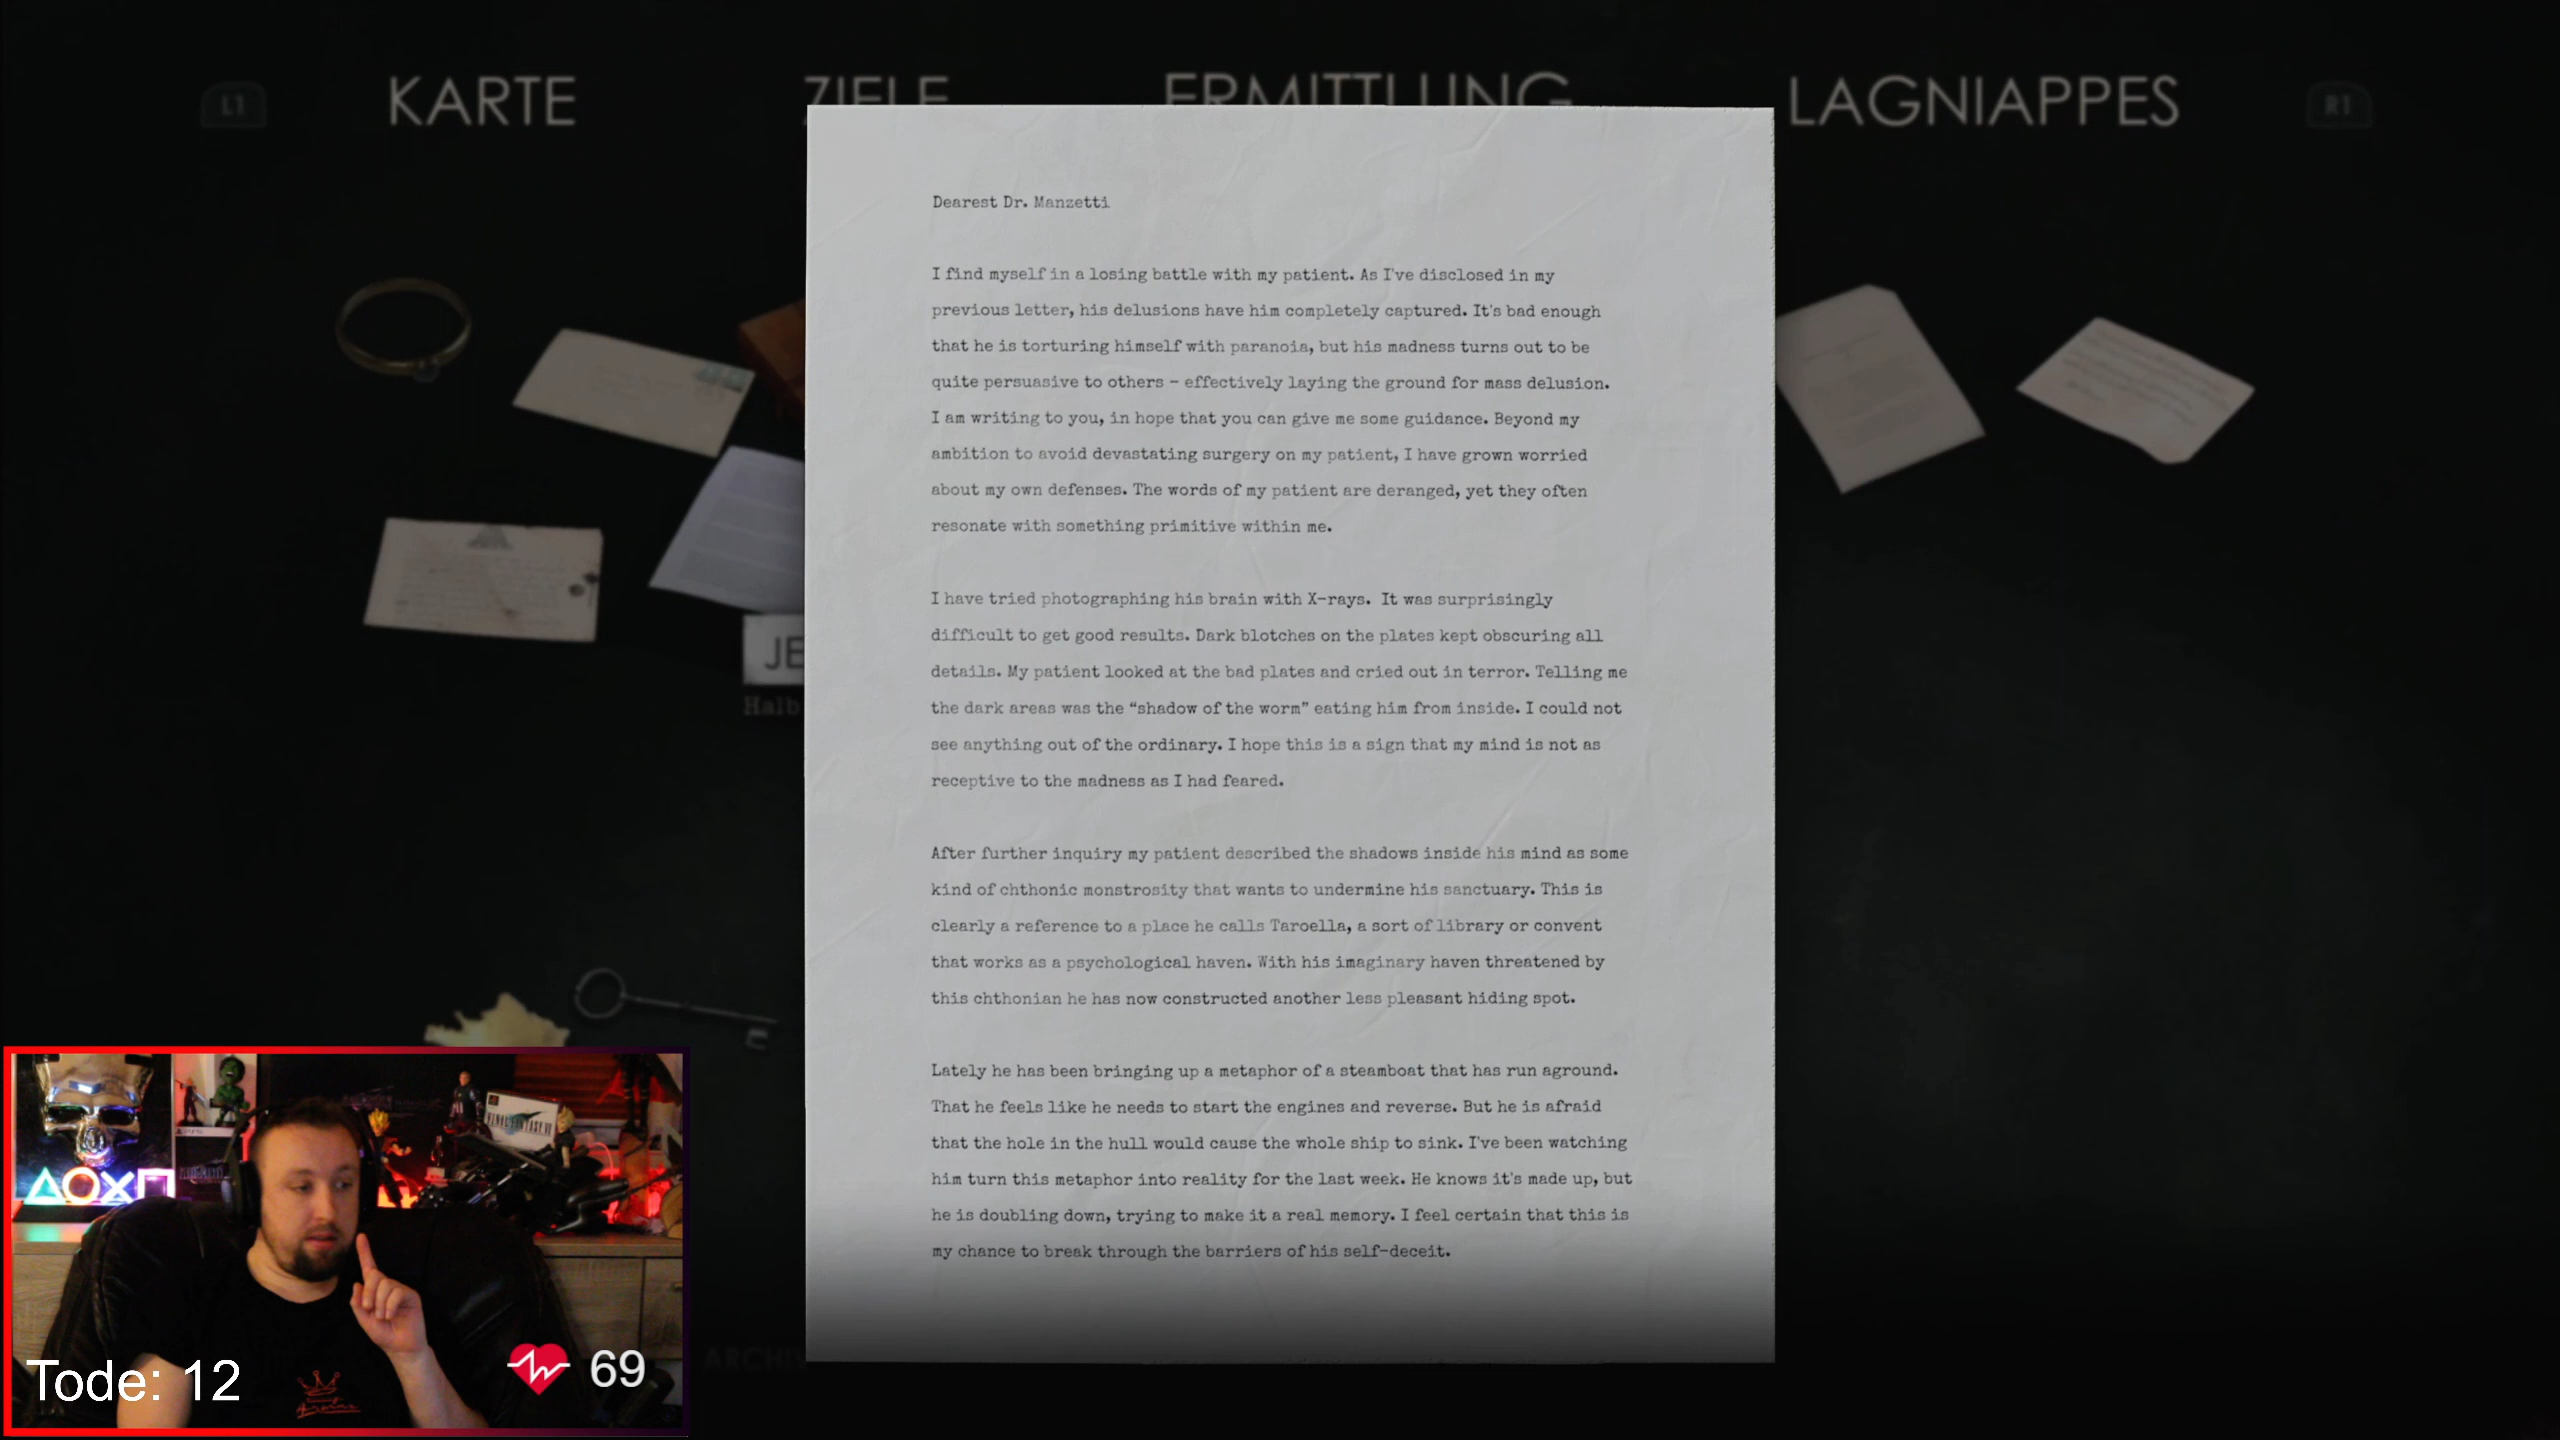 L1
KARTE
ZIELE
ERMITTLUNG
LAGNIAPPES
R1
Dearest Dr. Manzetti
I find myself in a losing battle with my patient. As I've disclosed in my
previous letter, his delusions have him completely captured. It's bad enough
that he is torturing himself with paranoia, but his madness turns out to be
quite persuasive to others – effectively laying the ground for mass delusion.
I am writing to you, in hope that you can give me some guidance. Beyond my
ambition to avoid devastating surgery on my patient, I have grown worried
about my own defenses. The words of my patient are deranged, yet they often
resonate with something primitive within me.
I have tried photographing his brain with X-rays. It was surprisingly
difficult to get good results. Dark blotches on the plates kept obscuring all
details. My patient looked at the bad plates and cried out in terror. Telling me
the dark areas was the “shadow of the worm” eating him from inside. I could not
see anything out of the ordinary. I hope this is a sign that my mind is not as
receptive to the madness as I had feared.
After further inquiry my patient described the shadows inside his mind as some
kind of chthonic monstrosity that wants to undermine his sanctuary. This is
clearly a reference to a place he calls Taroella, a sort of library or convent
that works as a psychological haven. With his imaginary haven threatened by
this chthonian he has now constructed another less pleasant hiding spot.
Lately he has been bringing up a metaphor of a steamboat that has run aground.
That he feels like he needs to start the engines and reverse. But he is afraid
that the hole in the hull would cause the whole ship to sink. I've been watching
him turn this metaphor into reality for the last week. He knows it's made up, but
he is doubling down, trying to make it a real memory. I feel certain that this is
my chance to break through the barriers of his self-deceit.
JE
Halb
ARCHI
FINAL FANTASY VII
Tode: 12
69